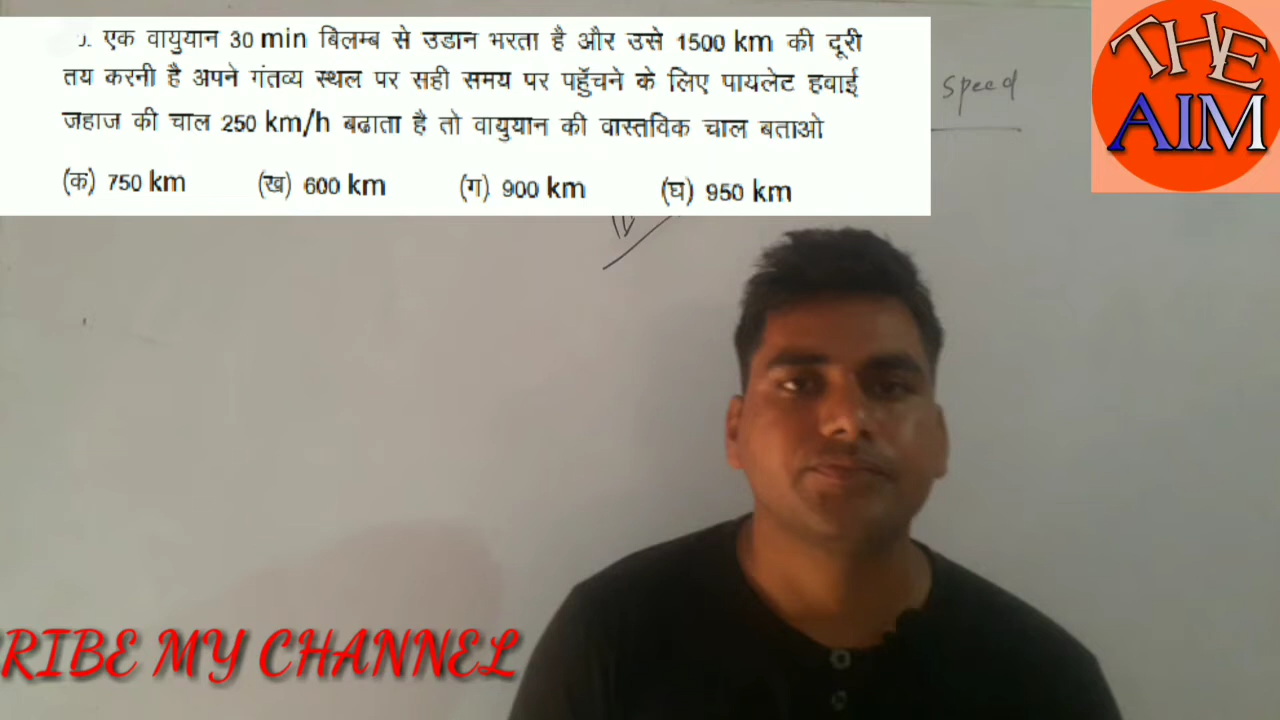 एक वायुयान 30 min बिलम्ब से उडान भरता है और उसे 1500 km की दूरी
तय करनी है अपने गंतव्य स्थल पर सही समय पर पहुँचने के लिए पायलेट हवाई
जहाज की चाल 250 km/h बढाता है तो वायुयान की वास्तविक चाल बताओ
(क) 750 km (ख) 600 km (ग) 900 km (घ) 950 km
speed
THE
AIM
RIBE MY CHANNEL